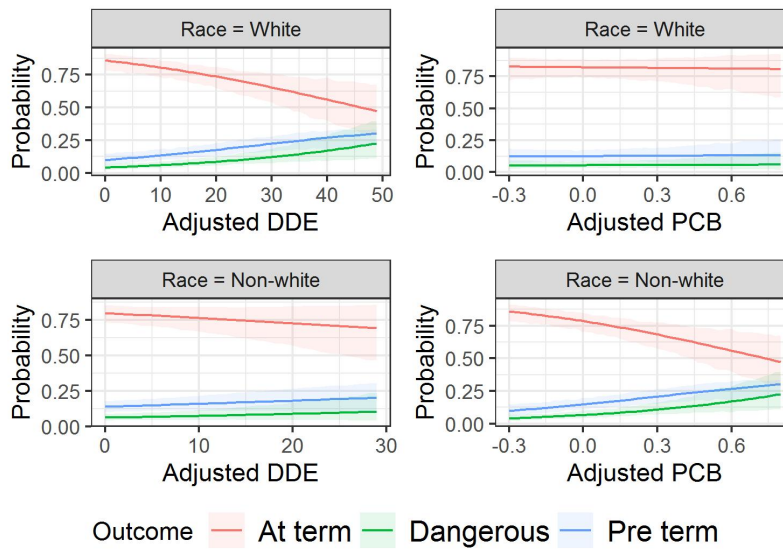 Race = White
Probability
0.75
0.50
0.25
0.00
0 10 20 30 40 50
Adjusted DDE
Race = White
Probability
0.75
0.50
0.25
0.00
-0.3 0.0 0.3 0.6
Adjusted PCB
Race = Non-white
Probability
0.75
0.50
0.25
0.00
0 10 20 30
Adjusted DDE
Race = Non-white
Probability
0.75
0.50
0.25
0.00
-0.3 0.0 0.3 0.6
Adjusted PCB
Outcome At term Dangerous Pre term